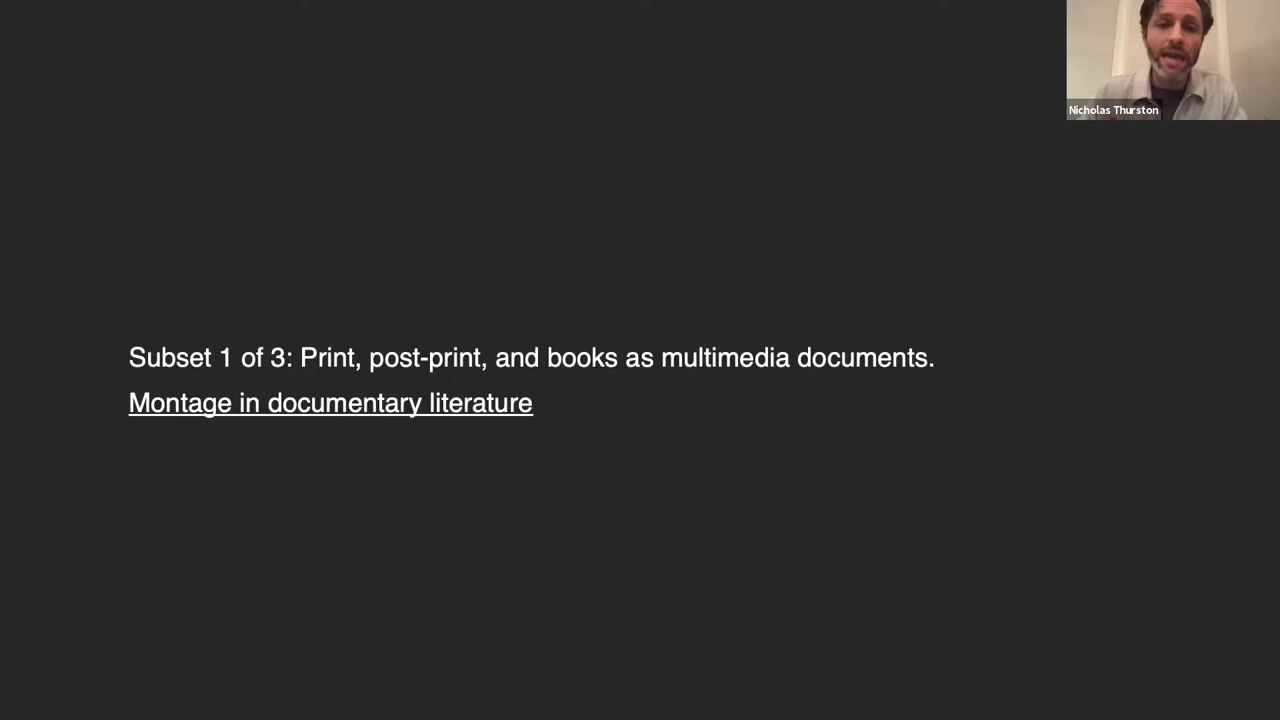 Nicholas Thurston
Subset 1 of 3: Print, post-print, and books as multimedia documents.
Montage in documentary literature